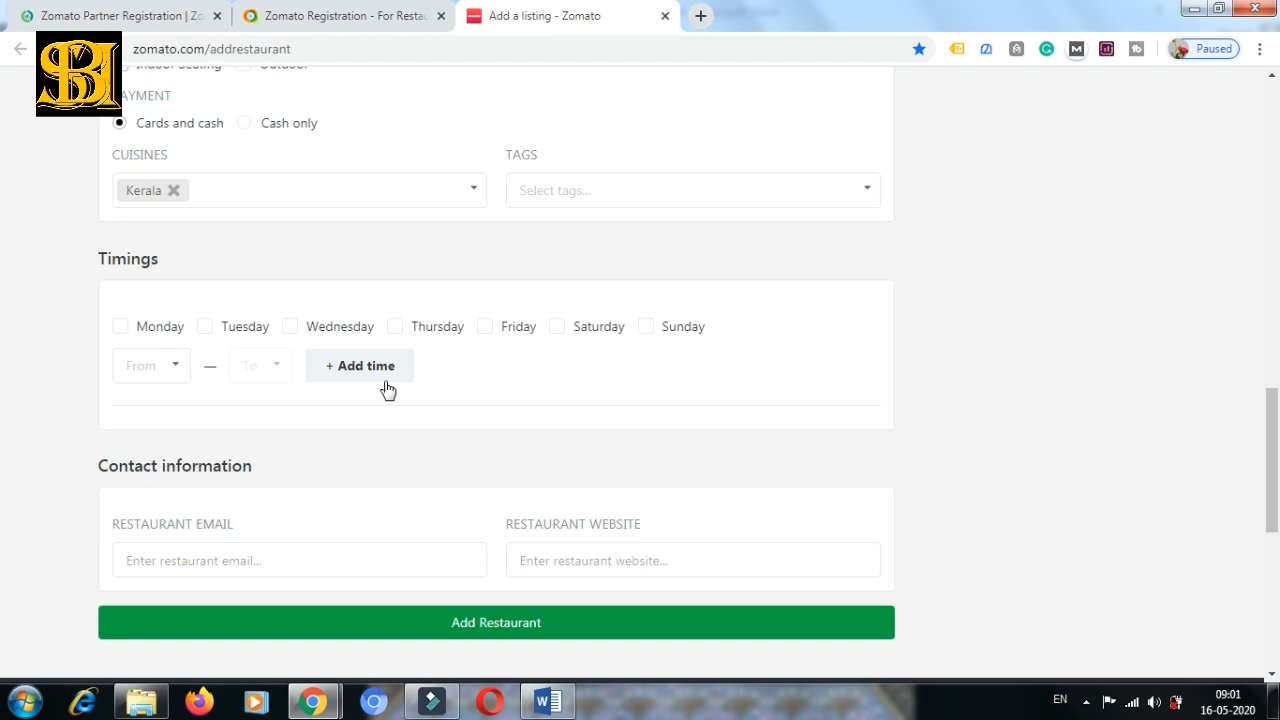 Zomato Partner Registration | Z
Zomato Registration - For Resta
Add a listing - Zomato
zomato.com/addrestaurant
Paused
Indoor Seating Outdoor
AYMENT
Cards and cash Cash only
CUISINES TAGS
Kerala Select tags...
Timings
Monday Tuesday Wednesday Thursday Friday Saturday Sunday
From — To + Add time
Contact information
RESTAURANT EMAIL RESTAURANT WEBSITE
Enter restaurant email... Enter restaurant website...
Add Restaurant
EN
09:01
16-05-2020